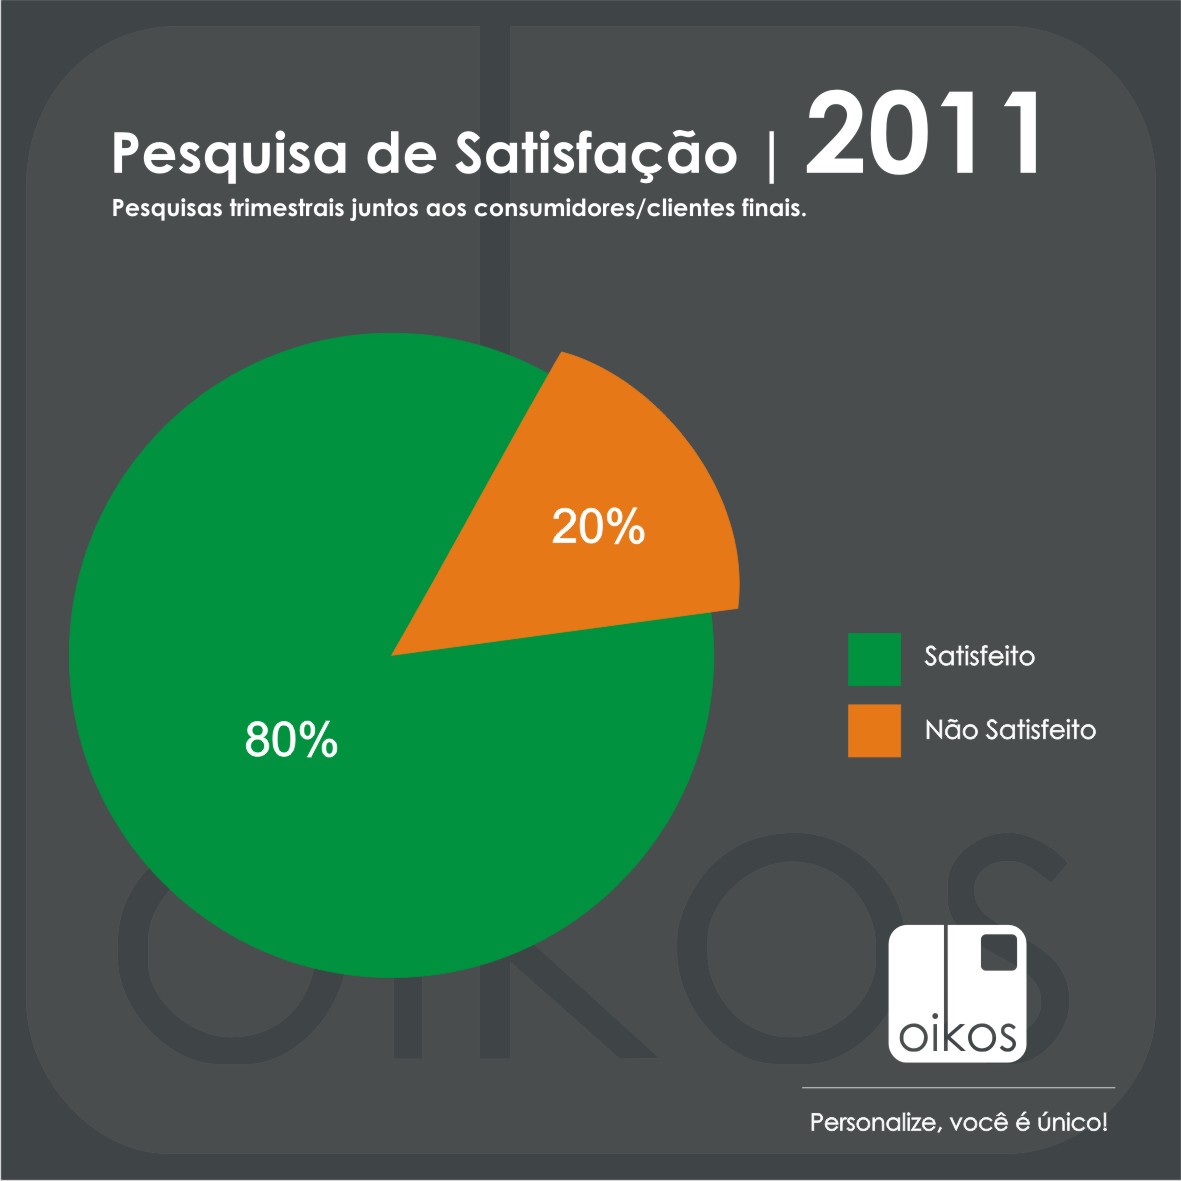 Pesquisa de Satisfação | 2011
Pesquisas trimestrais juntos aos consumidores/clientes finais.
20%
80%
Satisfeito
Não Satisfeito
oikos
oikos
Personalize, você é único!